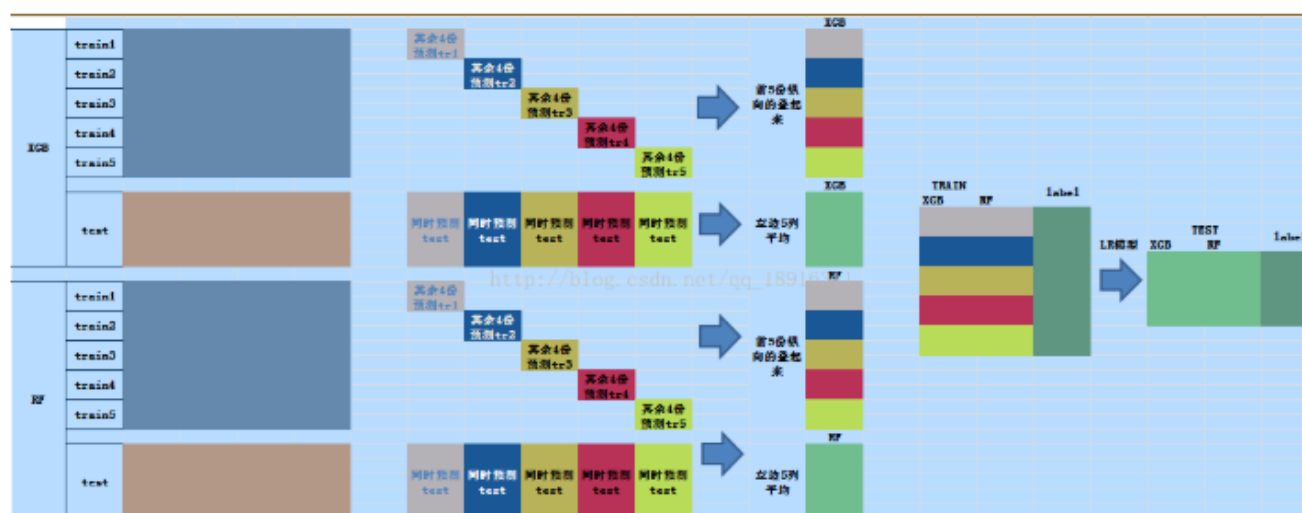 XGB
train1
其余4份
预测tr1
train2
其余4份
预测tr2
train3
其余4份
预测tr3
train4
其余4份
预测tr4
train5
其余4份
预测tr5
XGB
前5份纵
向的叠起
来
XGB
test
同时预测
test
同时预测
test
同时预测
test
同时预测
test
同时预测
test
左边5列
平均
http://blog.csdn.net/qq_18916
RF
train1
其余4份
预测tr1
train2
其余4份
预测tr2
train3
其余4份
预测tr3
train4
其余4份
预测tr4
train5
其余4份
预测tr5
RF
前5份纵
向的叠起
来
RF
test
同时预测
test
同时预测
test
同时预测
test
同时预测
test
同时预测
test
左边5列
平均
TRAIN
XGB RF
label
LR模型
TEST
XGB RF
labe